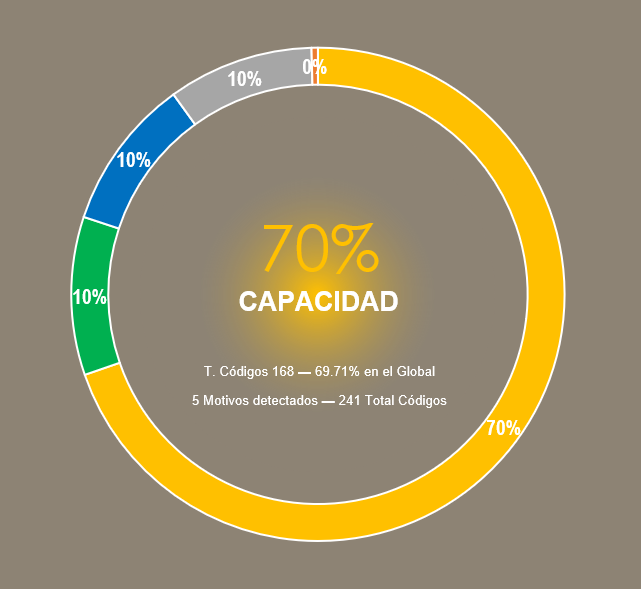 0%
10%
10%
70%
CAPACIDAD
10%
T. Códigos 168 — 69.71% en el Global
5 Motivos detectados — 241 Total Códigos
70%